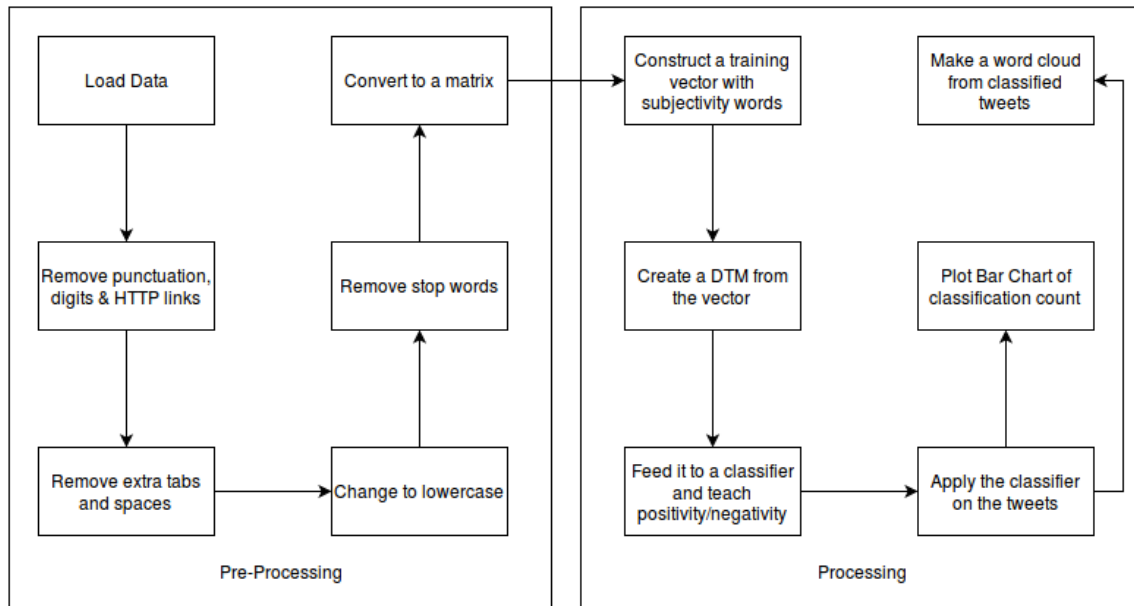 Load Data
Remove punctuation,
digits & HTTP links
Remove extra tabs
and spaces
Change to lowercase
Remove stop words
Convert to a matrix
Pre-Processing
Construct a training
vector with
subjectivity words
Create a DTM from
the vector
Feed it to a classifier
and teach
positivity/negativity
Apply the classifier
on the tweets
Plot Bar Chart of
classification count
Make a word cloud
from classified
tweets
Processing